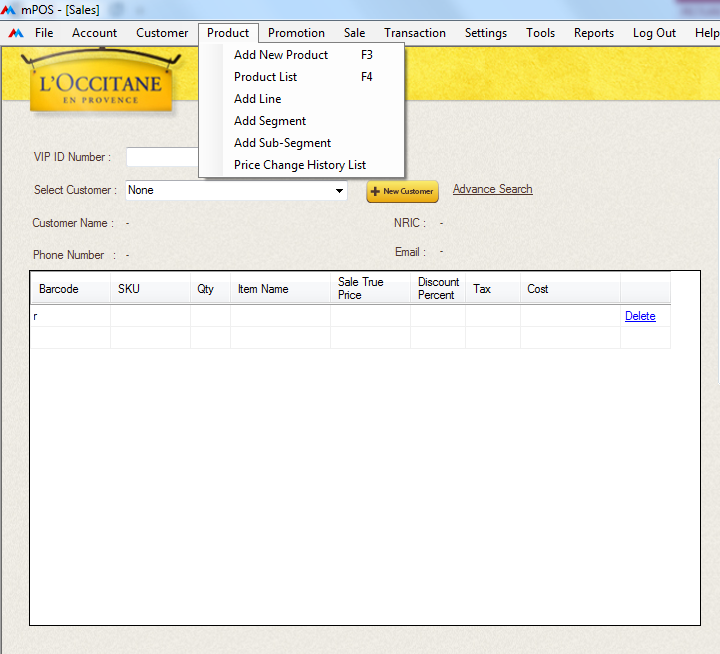 mPOS - [Sales]
File Account Customer Product Promotion Sale Transaction Settings Tools Reports Log Out Help
Add New Product F3
Product List F4
Add Line
Add Segment
Add Sub-Segment
Price Change History List
L'OCCITANE
EN PROVENCE
VIP ID Number :
Select Customer : None New Customer Advance Search
Customer Name : - NRIC : -
Phone Number : - Email : -
Barcode SKU Qty Item Name Sale True Price Discount Percent Tax Cost
r Delete